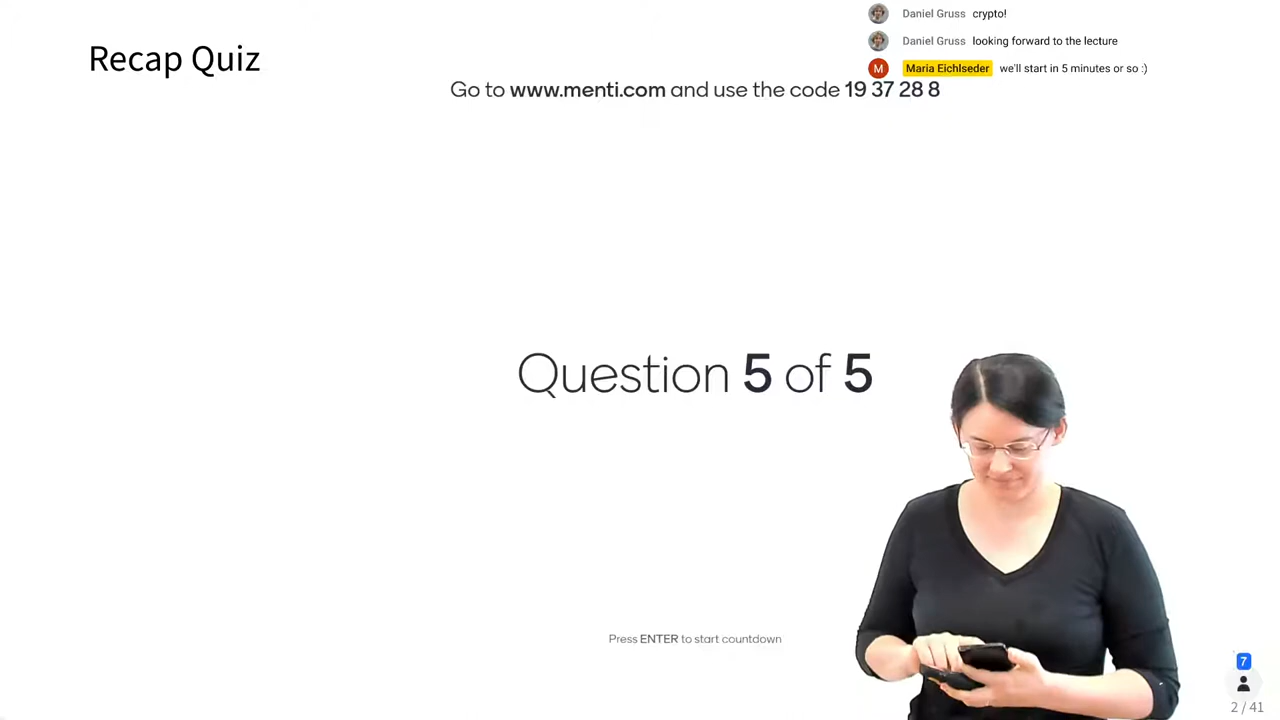 Recap Quiz
Daniel Gruss crypto!
Daniel Gruss looking forward to the lecture
M Maria Eichlseder we'll start in 5 minutes or so :)
Go to www.menti.com and use the code 19 37 28 8
Question 5 of 5
Press ENTER to start countdown
7
2 / 41